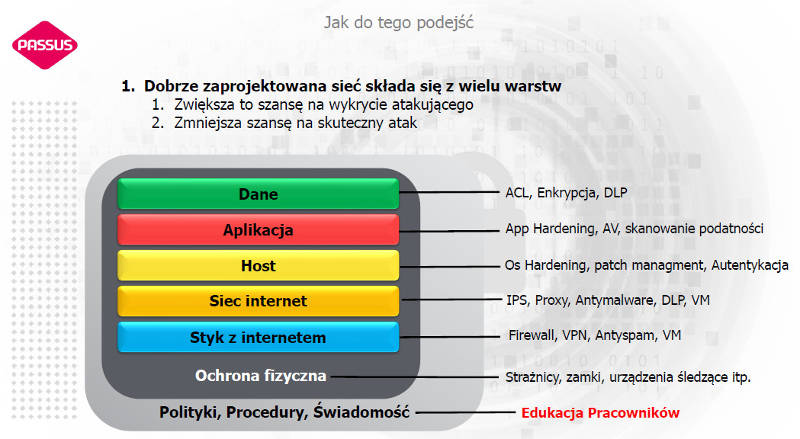 Jak do tego podejść
PASSUS
1. Dobrze zaprojektowana sieć składa się z wielu warstw
1. Zwiększa to szansę na wykrycie atakującego
2. Zmniejsza szansę na skuteczny atak
Dane
ACL, Enkrypcja, DLP
Aplikacja
App Hardening, AV, skanowanie podatności
Host
Os Hardening, patch managment, Autentykacja
Siec internet
IPS, Proxy, Antymalware, DLP, VM
Styk z internetem
Firewall, VPN, Antyspam, VM
Ochrona fizyczna
Strażnicy, zamki, urządzenia śledzące itp.
Polityki, Procedury, Świadomość
Edukacja Pracowników